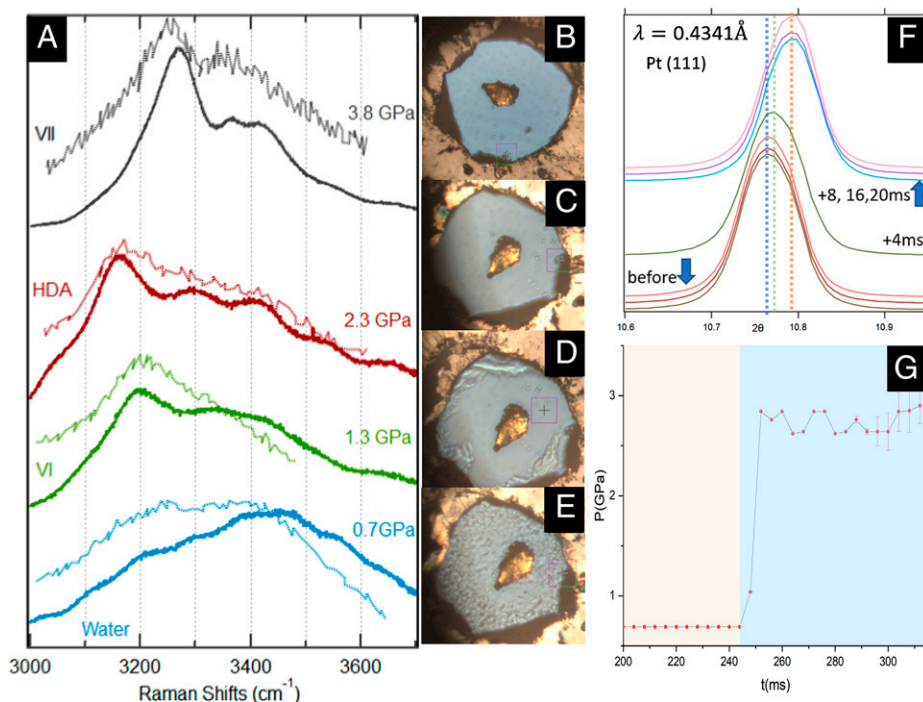 A
VII
3.8 GPa
HDA
2.3 GPa
1.3 GPa
VI
0.7GPa
Water
3000
3200
3400
3600
Raman Shifts (cm⁻¹)
B
C
D
E
F
λ = 0.4341Å
Pt (111)
+8, 16,20ms
+4ms
before
10.6
10.7
2θ
10.8
10.9
G
3
2
1
P(GPa)
200
220
240
260
280
300
t(ms)